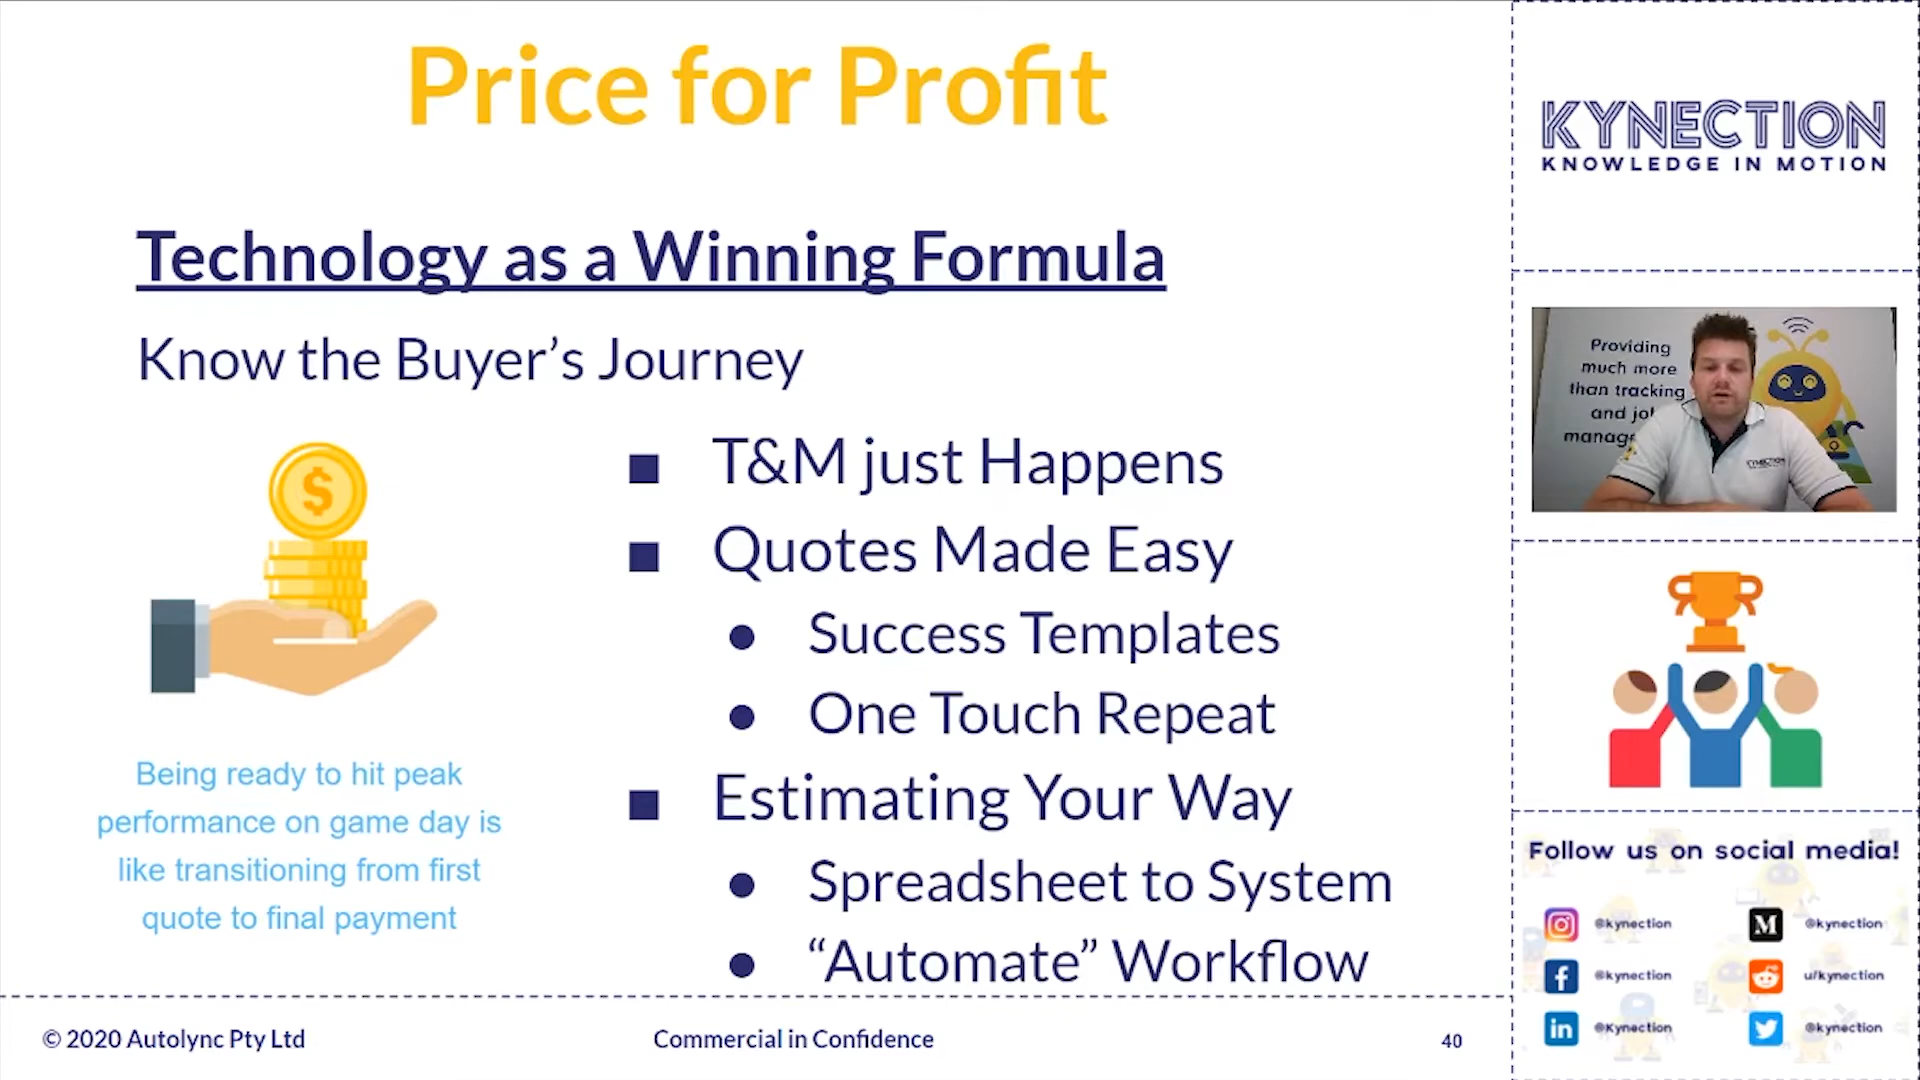 Price for Profit
Technology as a Winning Formula
Know the Buyer’s Journey
■ T&M just Happens
■ Quotes Made Easy
● Success Templates
● One Touch Repeat
■ Estimating Your Way
● Spreadsheet to System
● “Automate” Workflow
$
Being ready to hit peak
performance on game day is
like transitioning from first
quote to final payment
© 2020 Autolync Pty Ltd
Commercial in Confidence
40
KYNECTION
KNOWLEDGE IN MOTION
Providing
much more
than tracking
and
KYNECTION
Follow us on social media!
@kynection
M @kynection
f @kynection
u/kynection
in @Kynection
@kynection